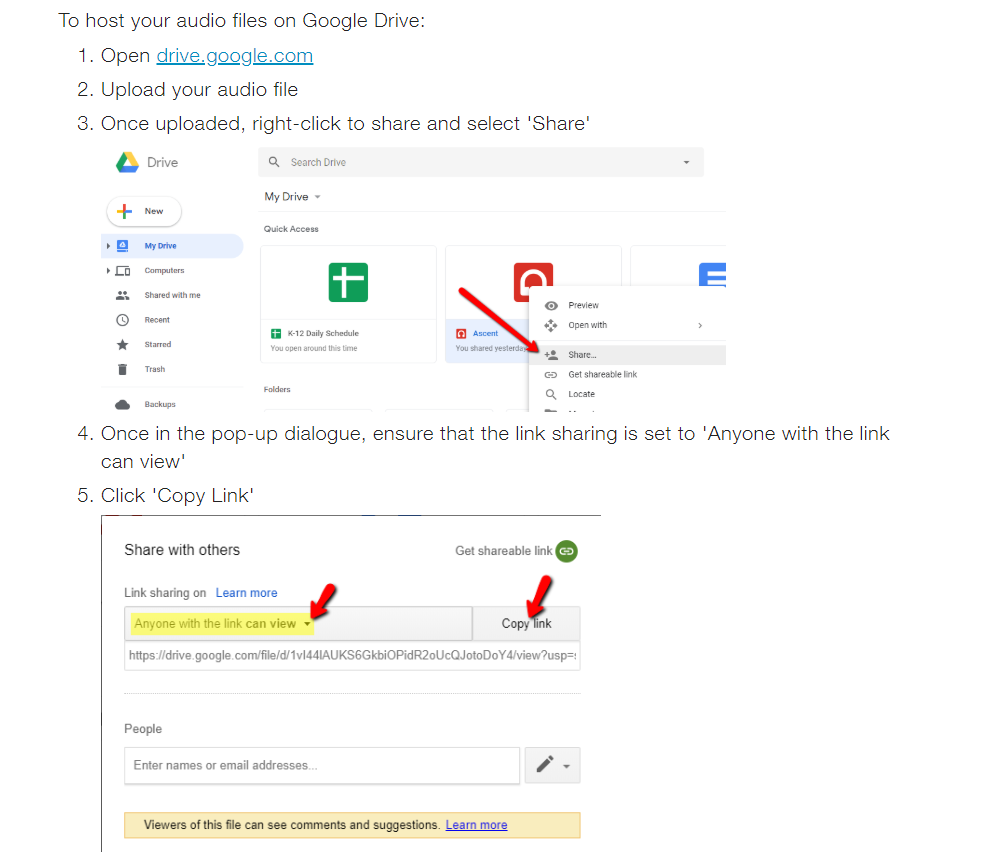 To host your audio files on Google Drive:
1. Open drive.google.com
2. Upload your audio file
3. Once uploaded, right-click to share and select 'Share'
Drive
Search Drive
New
My Drive
Quick Access
My Drive
Computers
Shared with me
Recent
Starred
Trash
Backups
K-12 Daily Schedule
You open around this time
Ascent
You shared yesterday
Folders
Preview
Open with
Share...
Get shareable link
Locate
4. Once in the pop-up dialogue, ensure that the link sharing is set to 'Anyone with the link
can view'
5. Click 'Copy Link'
Share with others
Get shareable link
Link sharing on Learn more
Anyone with the link can view
Copy link
https://drive.google.com/file/d/1vI44IAUKS6GkbiOPidR2oUcQJotoDoY4/view?usp=
People
Enter names or email addresses...
Viewers of this file can see comments and suggestions. Learn more